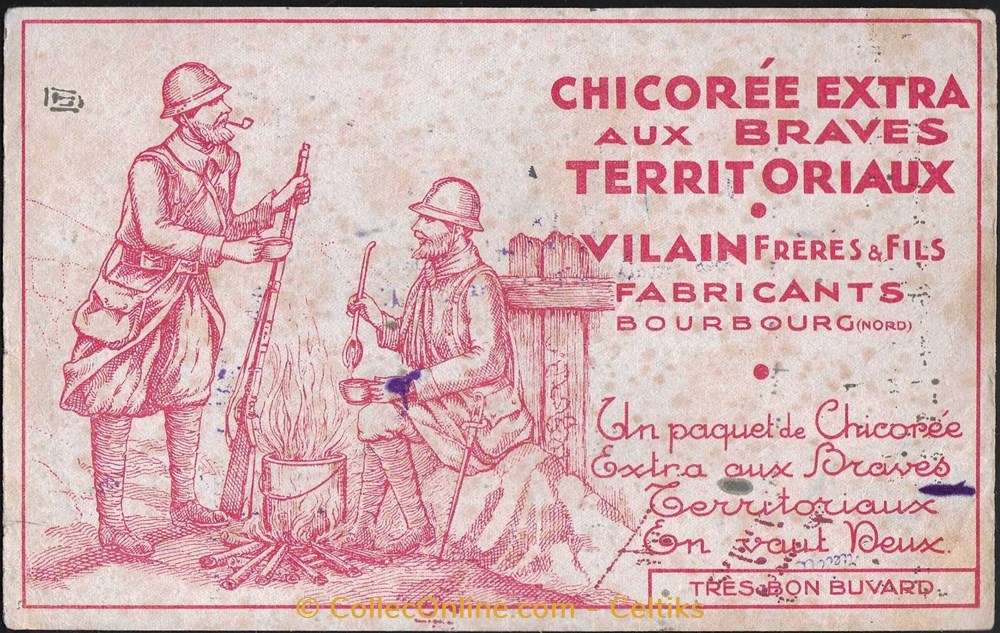 CHICORÉE EXTRA
AUX BRAVES
TERRITORIAUX
VILAIN FRERES & FILS
FABRICANTS
BOURBOURG (NORD)
Un paquet de Chicorée
Extra aux Braves
Territoriaux
En vaut Deux.
TRÈS BON BUVARD
© CollecOnline.com - Celtiks